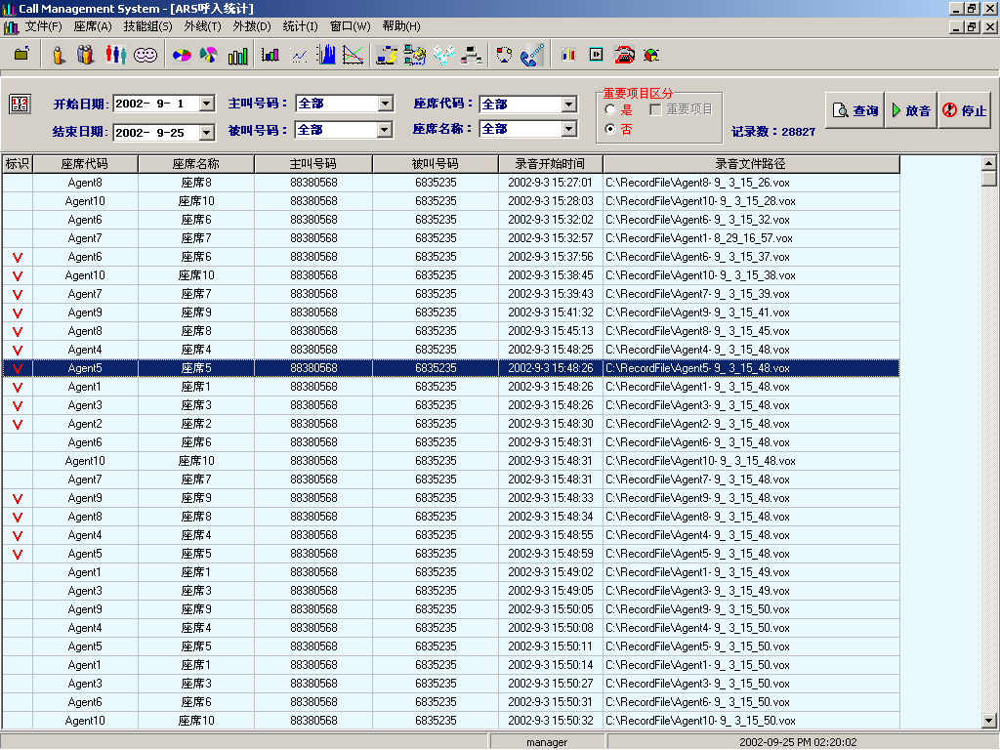 Call Management System - [ARS呼入统计]
文件(F) 座席(A) 技能组(S) 外线(T) 外拨(D) 统计(I) 窗口(W) 帮助(H)
开始日期: 2002- 9- 1 主叫号码: 全部 座席代码: 全部 重要项目区分 是 重要项目 查询 放音 停止
结束日期: 2002- 9-25 被叫号码: 全部 座席名称: 全部 否 记录数: 28827
标识 座席代码 座席名称 主叫号码 被叫号码 录音开始时间 录音文件路径
Agent8 座席8 88380568 6835235 2002-9-3 15:27:01 C:\RecordFile\Agent8- 9_ 3_15_26.vox
Agent10 座席10 88380568 6835235 2002-9-3 15:28:03 C:\RecordFile\Agent10- 9_ 3_15_28.vox
Agent6 座席6 88380568 6835235 2002-9-3 15:32:02 C:\RecordFile\Agent6- 9_ 3_15_32.vox
Agent7 座席7 88380568 6835235 2002-9-3 15:32:57 C:\RecordFile\Agent1- 8_29_16_57.vox
V Agent6 座席6 88380568 6835235 2002-9-3 15:37:56 C:\RecordFile\Agent6- 9_ 3_15_37.vox
V Agent10 座席10 88380568 6835235 2002-9-3 15:38:45 C:\RecordFile\Agent10- 9_ 3_15_38.vox
V Agent7 座席7 88380568 6835235 2002-9-3 15:39:43 C:\RecordFile\Agent7- 9_ 3_15_39.vox
V Agent9 座席9 88380568 6835235 2002-9-3 15:41:32 C:\RecordFile\Agent9- 9_ 3_15_41.vox
V Agent8 座席8 88380568 6835235 2002-9-3 15:45:13 C:\RecordFile\Agent8- 9_ 3_15_45.vox
V Agent4 座席4 88380568 6835235 2002-9-3 15:48:25 C:\RecordFile\Agent4- 9_ 3_15_48.vox
V Agent5 座席5 88380568 6835235 2002-9-3 15:48:26 C:\RecordFile\Agent5- 9_ 3_15_48.vox
V Agent1 座席1 88380568 6835235 2002-9-3 15:48:26 C:\RecordFile\Agent1- 9_ 3_15_48.vox
V Agent3 座席3 88380568 6835235 2002-9-3 15:48:26 C:\RecordFile\Agent3- 9_ 3_15_48.vox
V Agent2 座席2 88380568 6835235 2002-9-3 15:48:30 C:\RecordFile\Agent2- 9_ 3_15_48.vox
Agent6 座席6 88380568 6835235 2002-9-3 15:48:31 C:\RecordFile\Agent6- 9_ 3_15_48.vox
Agent10 座席10 88380568 6835235 2002-9-3 15:48:31 C:\RecordFile\Agent10- 9_ 3_15_48.vox
Agent7 座席7 88380568 6835235 2002-9-3 15:48:31 C:\RecordFile\Agent7- 9_ 3_15_48.vox
V Agent9 座席9 88380568 6835235 2002-9-3 15:48:33 C:\RecordFile\Agent9- 9_ 3_15_48.vox
V Agent8 座席8 88380568 6835235 2002-9-3 15:48:34 C:\RecordFile\Agent8- 9_ 3_15_48.vox
V Agent4 座席4 88380568 6835235 2002-9-3 15:48:55 C:\RecordFile\Agent4- 9_ 3_15_48.vox
V Agent5 座席5 88380568 6835235 2002-9-3 15:48:59 C:\RecordFile\Agent5- 9_ 3_15_48.vox
Agent1 座席1 88380568 6835235 2002-9-3 15:49:02 C:\RecordFile\Agent1- 9_ 3_15_49.vox
Agent3 座席3 88380568 6835235 2002-9-3 15:49:05 C:\RecordFile\Agent3- 9_ 3_15_49.vox
Agent9 座席9 88380568 6835235 2002-9-3 15:50:05 C:\RecordFile\Agent9- 9_ 3_15_50.vox
Agent4 座席4 88380568 6835235 2002-9-3 15:50:08 C:\RecordFile\Agent4- 9_ 3_15_50.vox
Agent5 座席5 88380568 6835235 2002-9-3 15:50:11 C:\RecordFile\Agent5- 9_ 3_15_50.vox
Agent1 座席1 88380568 6835235 2002-9-3 15:50:14 C:\RecordFile\Agent1- 9_ 3_15_50.vox
Agent3 座席3 88380568 6835235 2002-9-3 15:50:27 C:\RecordFile\Agent3- 9_ 3_15_50.vox
Agent6 座席6 88380568 6835235 2002-9-3 15:50:31 C:\RecordFile\Agent6- 9_ 3_15_50.vox
Agent10 座席10 88380568 6835235 2002-9-3 15:50:32 C:\RecordFile\Agent10- 9_ 3_15_50.vox
manager 2002-09-25 PM 02:20:02